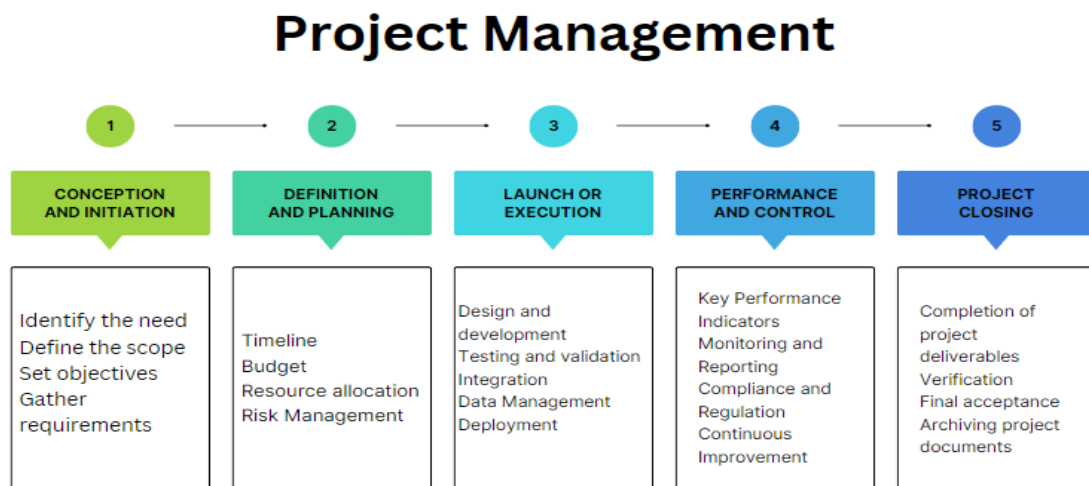 Project Management
1
2
3
4
5
CONCEPTION
AND INITIATION
DEFINITION
AND PLANNING
LAUNCH OR
EXECUTION
PERFORMANCE
AND CONTROL
PROJECT
CLOSING
Identify the need
Define the scope
Set objectives
Gather
requirements
Timeline
Budget
Resource allocation
Risk Management
Design and
development
Testing and validation
Integration
Data Management
Deployment
Key Performance
Indicators
Monitoring and
Reporting
Compliance and
Regulation
Continuous
Improvement
Completion of
project
deliverables
Verification
Final acceptance
Archiving project
documents